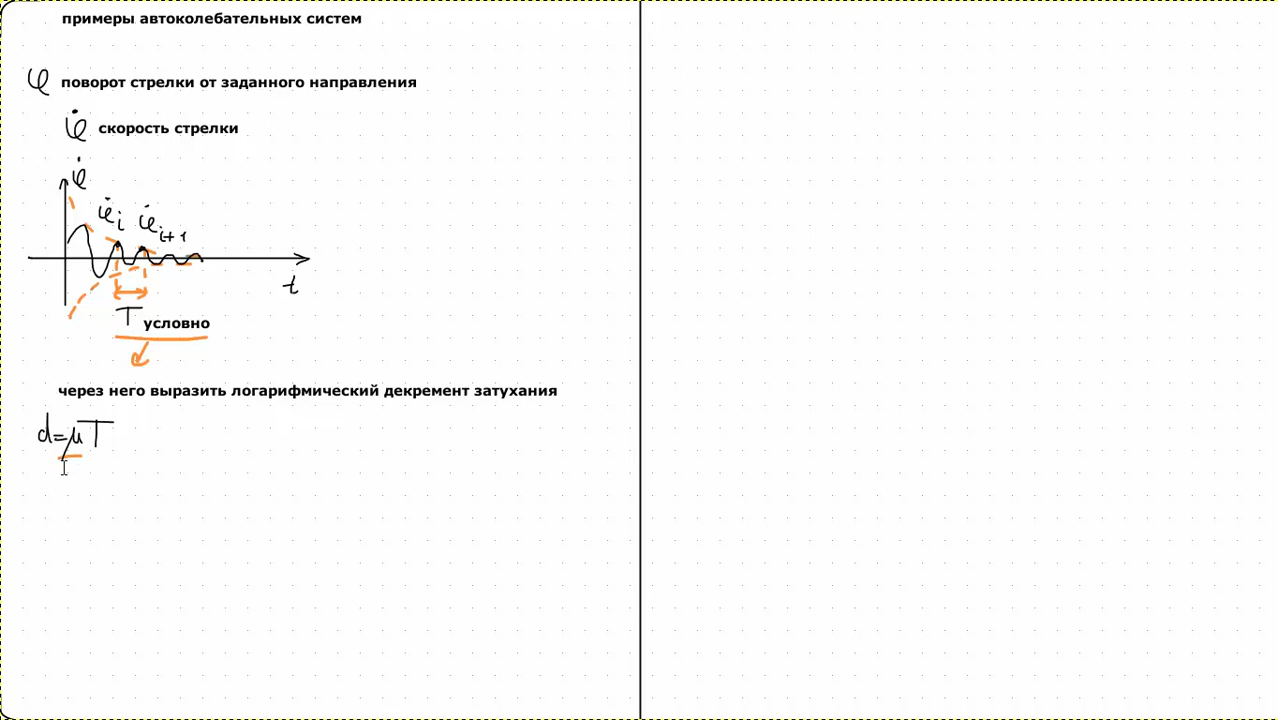 примеры автоколебательных систем
φ поворот стрелки от заданного направления
φ̇ скорость стрелки
φ̇
φ̇i φ̇i+1
t
T условно
через него выразить логарифмический декремент затухания
d=μT